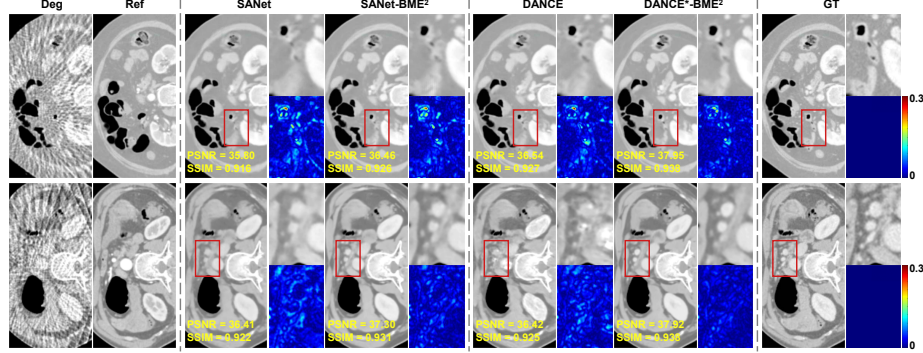 Deg Ref SANet SANet-BME² DANCE DANCE*-BME² GT
0.3
PSNR = 35.60 PSNR = 36.46 PSNR = 36.54 PSNR = 37.95
SSIM = 0.916 SSIM = 0.926 SSIM = 0.927 SSIM = 0.938
0
0.3
PSNR = 36.41 PSNR = 37.30 PSNR = 36.42 PSNR = 37.92
SSIM = 0.922 SSIM = 0.931 SSIM = 0.925 SSIM = 0.938
0